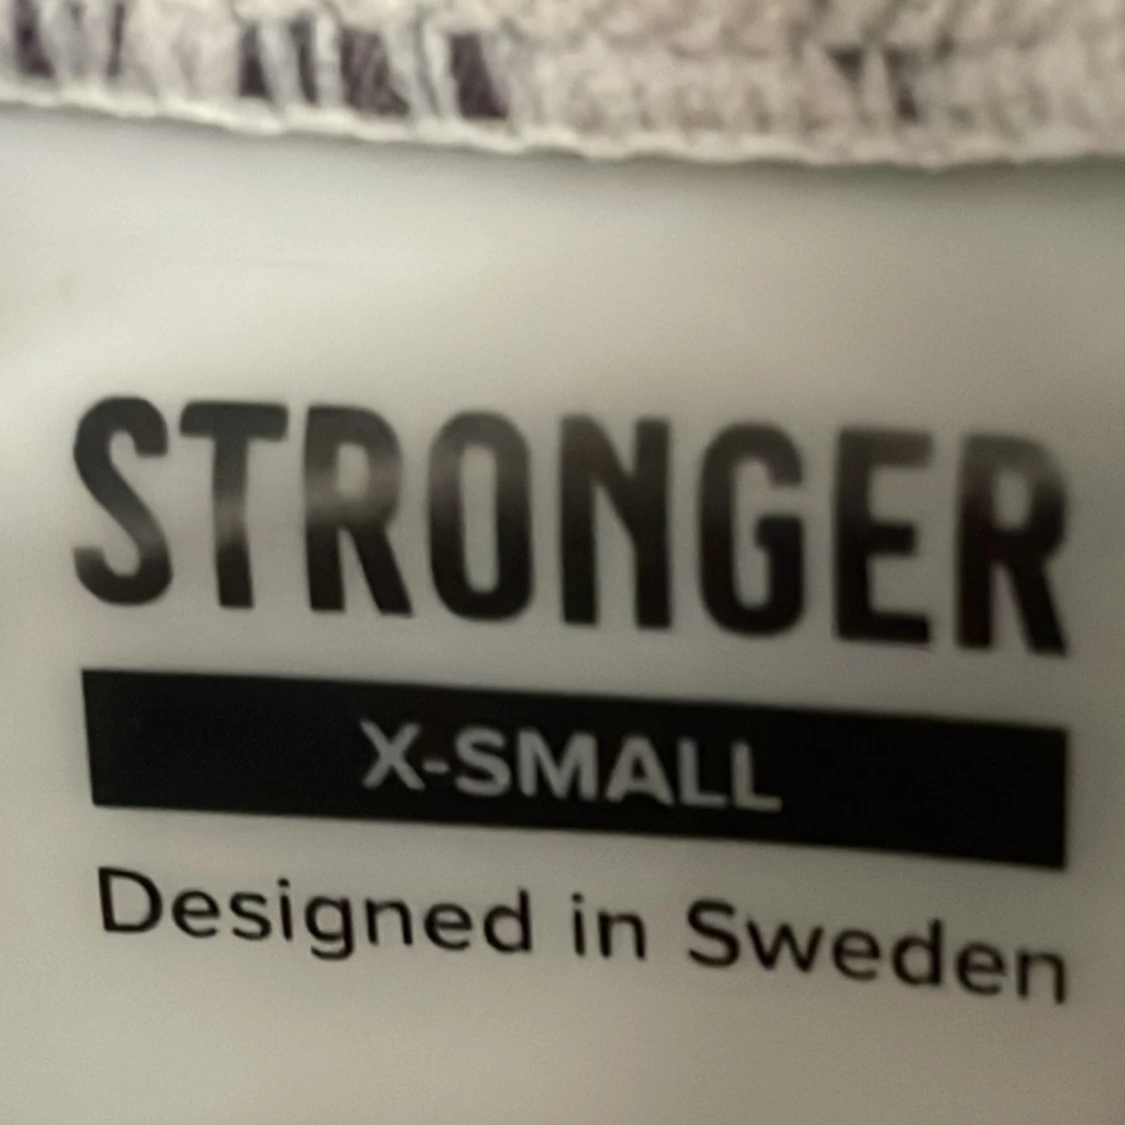 STRONGER
X-SMALL
Designed in Sweden